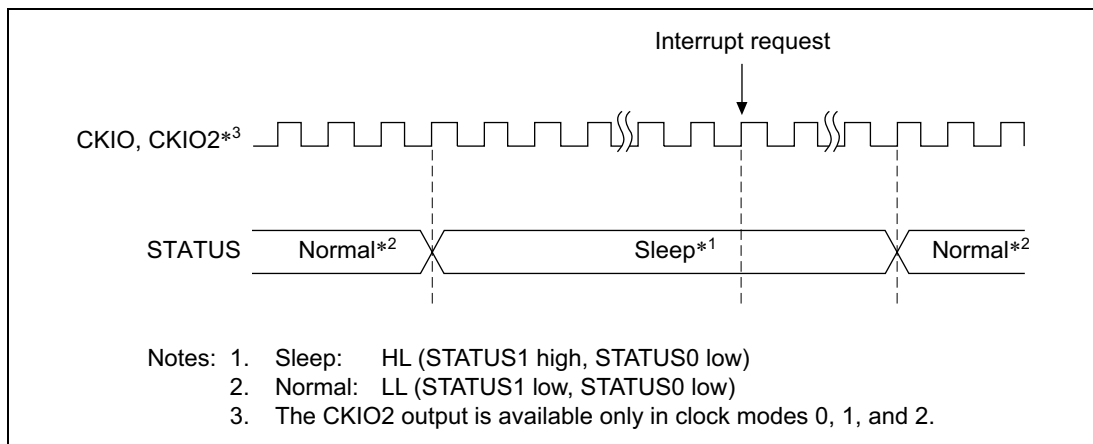 Interrupt request
CKIO, CKIO2*3
STATUS Normal*2 Sleep*1 Normal*2
Notes: 1. Sleep: HL (STATUS1 high, STATUS0 low)
2. Normal: LL (STATUS1 low, STATUS0 low)
3. The CKIO2 output is available only in clock modes 0, 1, and 2.